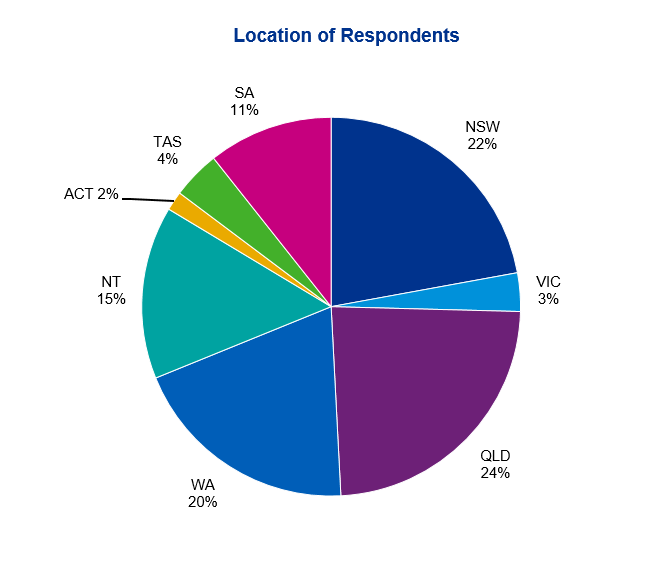 Location of Respondents
SA
11%
NSW
22%
TAS
4%
ACT 2%
NT
15%
VIC
3%
QLD
24%
WA
20%